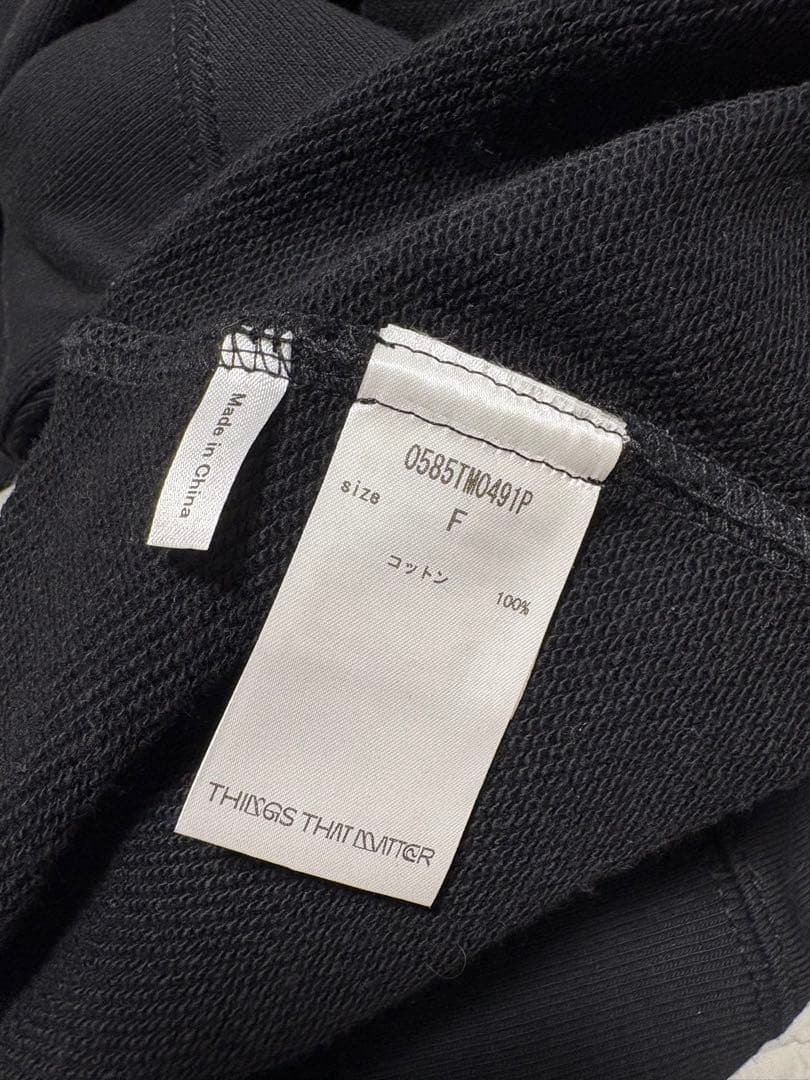 Made in China
0585TM0491P
size F
コットン 100%
THINGS THAT MATTER